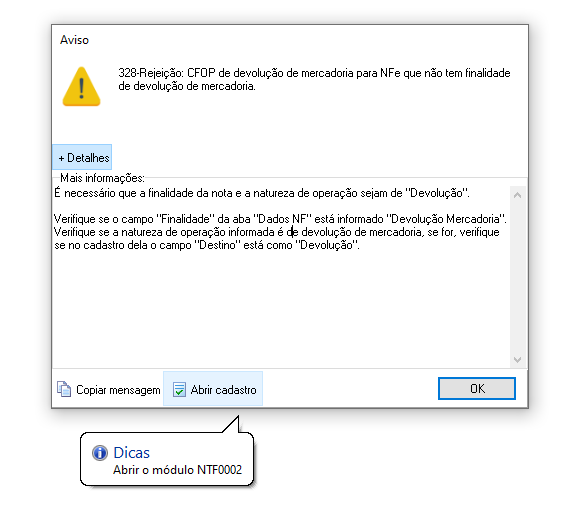 Aviso
328-Rejeição: CFOP de devolução de mercadoria para NFe que não tem finalidade
de devolução de mercadoria.
+ Detalhes
Mais informações:
É necessário que a finalidade da nota e a natureza de operação sejam de "Devolução".
Verifique se o campo "Finalidade" da aba "Dados NF" está informado "Devolução Mercadoria".
Verifique se a natureza de operação informada é de devolução de mercadoria, se for, verifique
se no cadastro dela o campo "Destino" está como "Devolução".
Copiar mensagem
Abrir cadastro
OK
Dicas
Abrir o módulo NTF0002